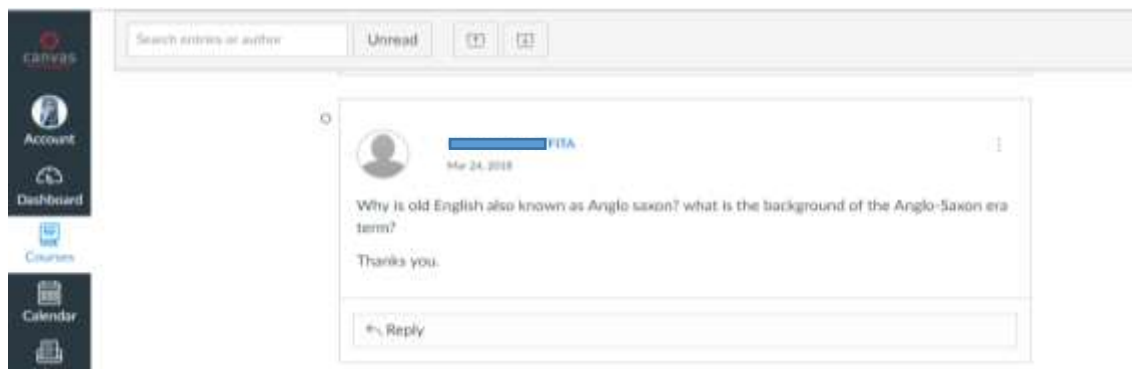 canvas
Search entries or author
Unread
Account
FITA
Mar 24, 2018
Dashboard
Why is old English also known as Anglo saxon? what is the background of the Anglo-Saxon era
term?
Courses
Thanks you.
Calendar
Reply